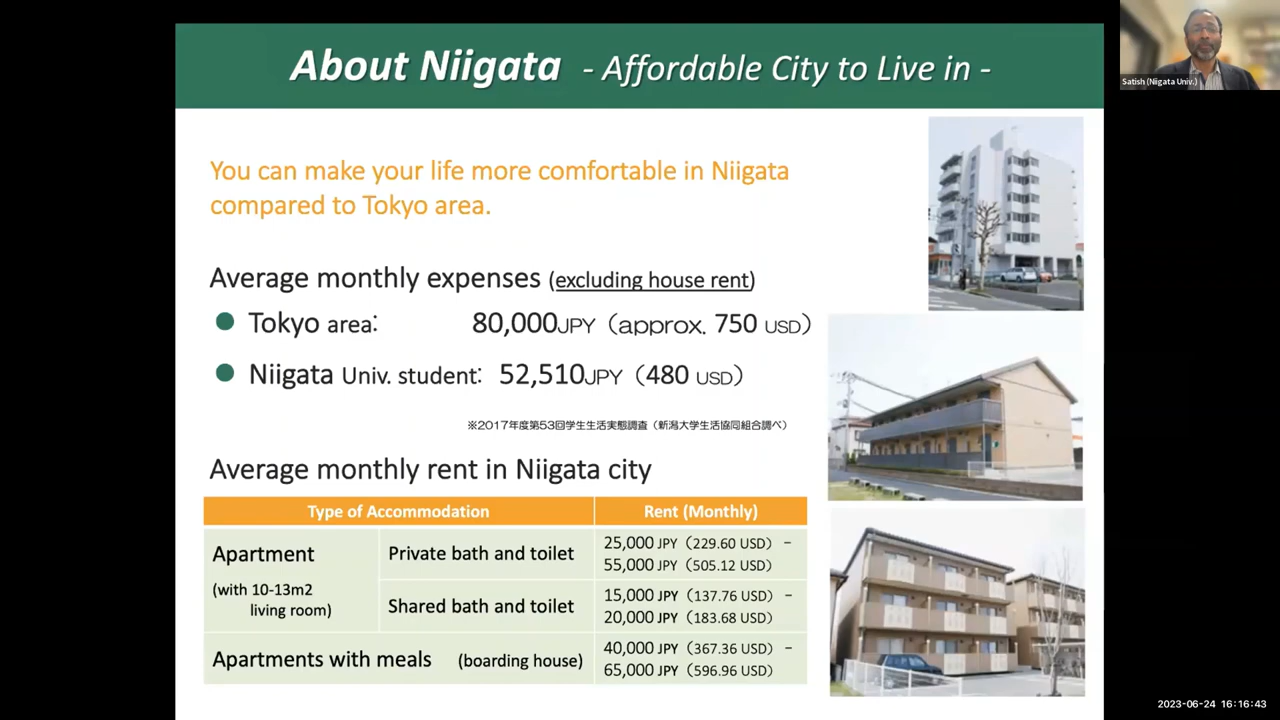 About Niigata - Affordable City to Live in -
Satish (Niigata Univ.)
You can make your life more comfortable in Niigata
compared to Tokyo area.
Average monthly expenses (excluding house rent)
Tokyo area: 80,000JPY (approx. 750 USD)
Niigata Univ. student: 52,510JPY (480 USD)
※2017年度第53回学生生活実態調査（新潟大学生活協同組合調べ）
Average monthly rent in Niigata city
Type of Accommodation Rent (Monthly)
Apartment
(with 10-13m2
living room)
Private bath and toilet
25,000 JPY (229.60 USD) –
55,000 JPY (505.12 USD)
Shared bath and toilet
15,000 JPY (137.76 USD) –
20,000 JPY (183.68 USD)
Apartments with meals (boarding house)
40,000 JPY (367.36 USD) –
65,000 JPY (596.96 USD)
2023-06-24 16:16:43